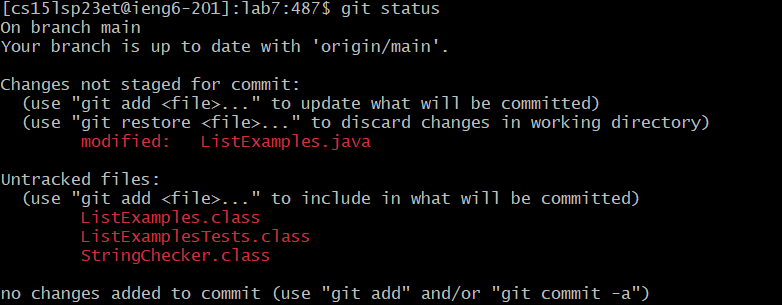 [cs15lsp23et@ieng6-201]:lab7:487$ git status
On branch main
Your branch is up to date with 'origin/main'.

Changes not staged for commit:
  (use "git add <file>..." to update what will be committed)
  (use "git restore <file>..." to discard changes in working directory)
        modified:   ListExamples.java

Untracked files:
  (use "git add <file>..." to include in what will be committed)
        ListExamples.class
        ListExamplesTests.class
        StringChecker.class

no changes added to commit (use "git add" and/or "git commit -a")